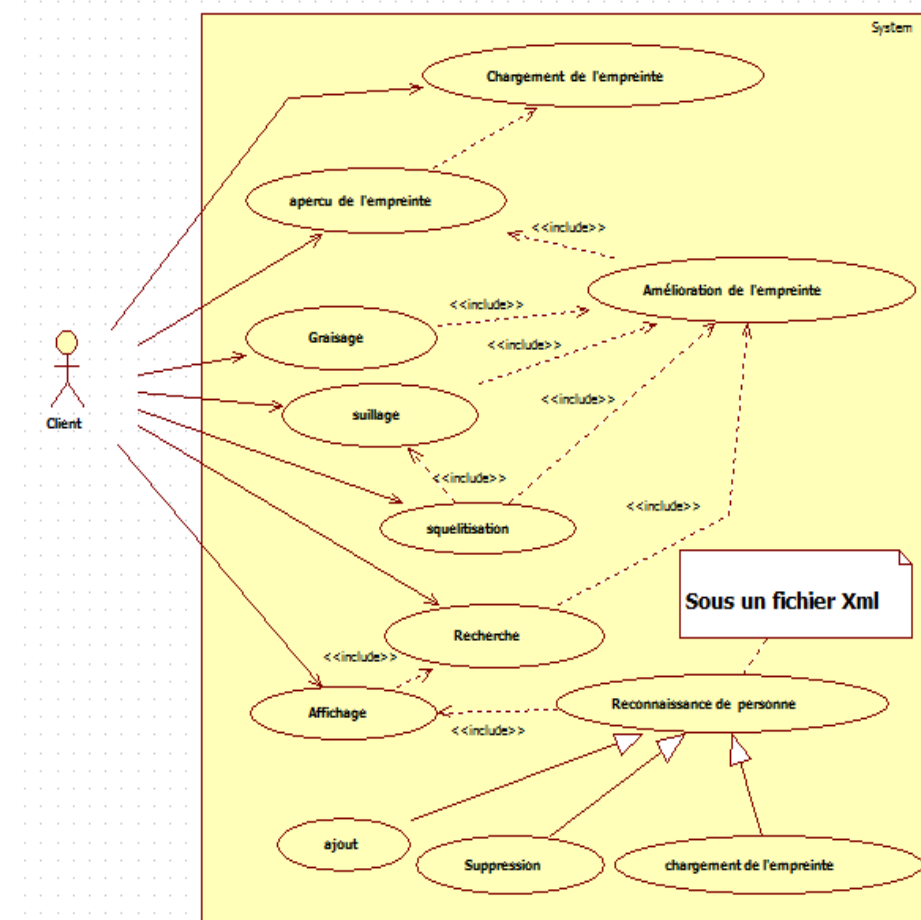 System
Chargement de l'empreinte
apercu de l'empreinte
<<include>>
Amélioration de l'empreinte
<<include>>
Graisage
<<include>>
<<include>>
suillage
Client
<<include>>
<<include>>
squelitisation
Sous un fichier Xml
Recherche
<<include>>
Reconnaissance de personne
Affichage
<<include>>
ajout
Suppression
chargement de l'empreinte